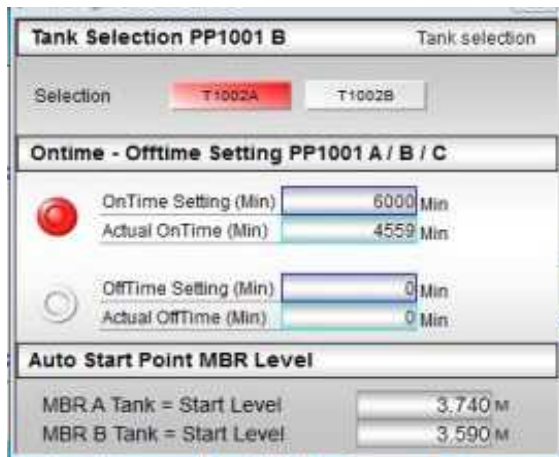 Tank Selection PP1001 B Tank selection
Selection T1002A T1002B
Ontime - Offtime Setting PP1001 A / B / C
OnTime Setting (Min) 6000 Min
Actual OnTime (Min) 4559 Min
OffTime Setting (Min) 0 Min
Actual OffTime (Min) 0 Min
Auto Start Point MBR Level
MBR A Tank = Start Level 3.740 M
MBR B Tank = Start Level 3.590 M